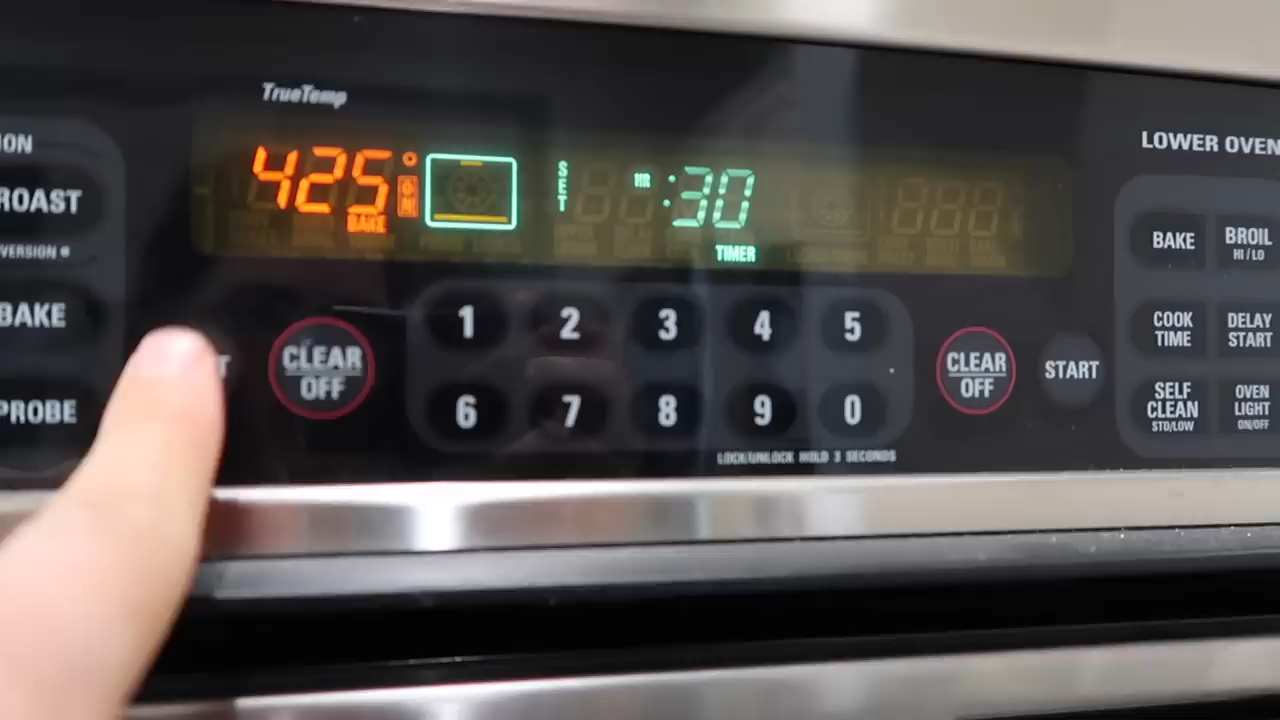 TrueTemp
425°
ON
BAKE
SET
HR
:30
TIMER
ION
ROAST
VERSION
BAKE
PROBE
T
CLEAR
OFF
1 2 3 4 5
6 7 8 9 0
LOCK/UNLOCK HOLD 3 SECONDS
CLEAR
OFF
START
LOWER OVEN
BAKE
BROIL
HI / LO
COOK
TIME
DELAY
START
SELF
CLEAN
STD/LOW
OVEN
LIGHT
ON/OFF